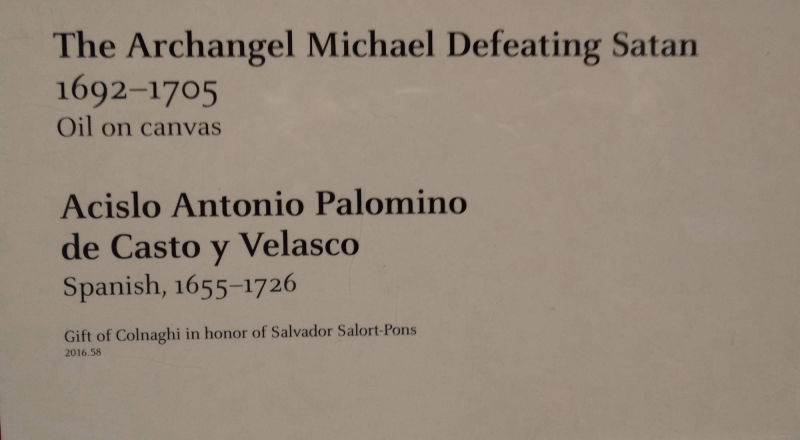 The Archangel Michael Defeating Satan
1692–1705
Oil on canvas
Acislo Antonio Palomino
de Casto y Velasco
Spanish, 1655–1726
Gift of Colnaghi in honor of Salvador Salort-Pons
2016.58